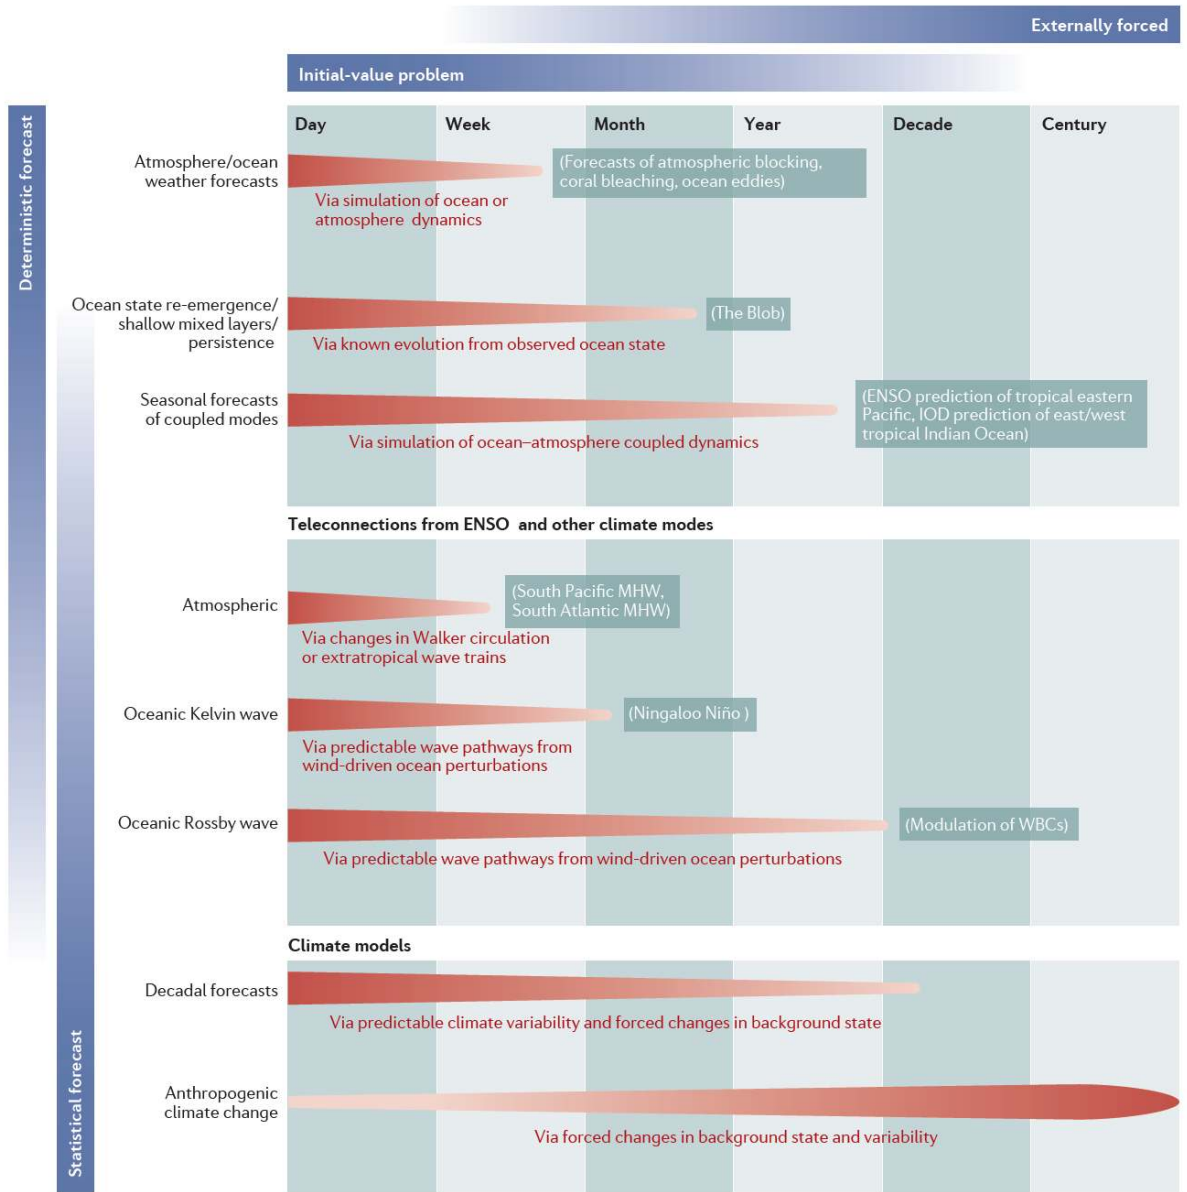 Externally forced
Initial-value problem
Deterministic forecast
Statistical forecast
Day
Week
Month
Year
Decade
Century
Atmosphere/ocean
weather forecasts
(Forecasts of atmospheric blocking,
coral bleaching, ocean eddies)
Via simulation of ocean or
atmosphere dynamics
Ocean state re-emergence/
shallow mixed layers/
persistence
(The Blob)
Via known evolution from observed ocean state
Seasonal forecasts
of coupled modes
(ENSO prediction of tropical eastern
Pacific, IOD prediction of east/west
tropical Indian Ocean)
Via simulation of ocean–atmosphere coupled dynamics
Teleconnections from ENSO and other climate modes
Atmospheric
(South Pacific MHW,
South Atlantic MHW)
Via changes in Walker circulation
or extratropical wave trains
Oceanic Kelvin wave
(Ningaloo Niño )
Via predictable wave pathways from
wind-driven ocean perturbations
Oceanic Rossby wave
(Modulation of WBCs)
Via predictable wave pathways from wind-driven ocean perturbations
Climate models
Decadal forecasts
Via predictable climate variability and forced changes in background state
Anthropogenic
climate change
Via forced changes in background state and variability